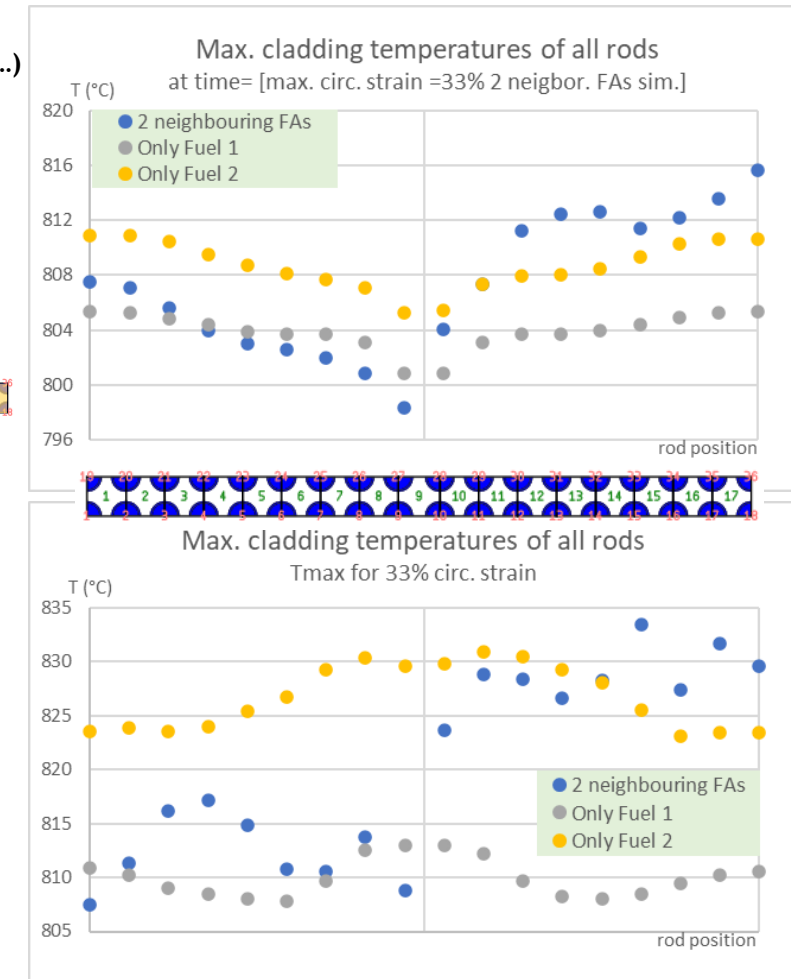 ..)
Max. cladding temperatures of all rods
at time= [max. circ. strain =33% 2 neigbor. FAs sim.]
T (°C)
820
2 neighbouring FAs
Only Fuel 1
Only Fuel 2
816
812
808
804
800
796
rod position
19 20 21 22 23 24 25 26 27 28 29 30 31 32 33 34 35 36
1 2 3 4 5 6 7 8 9 10 11 12 13 14 15 16 17
1 2 3 4 5 6 7 8 9 10 11 12 13 14 15 16 17 18
Max. cladding temperatures of all rods
Tmax for 33% circ. strain
T (°C)
835
830
825
820
2 neighbouring FAs
Only Fuel 1
Only Fuel 2
815
810
805
rod position